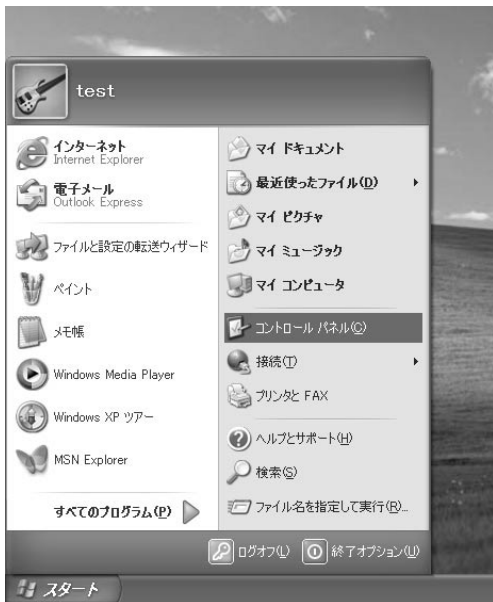 test
インターネット
Internet Explorer
電子メール
Outlook Express
ファイルと設定の転送ウィザード
ペイント
メモ帳
Windows Media Player
Windows XP ツアー
MSN Explorer
すべてのプログラム(P)
マイ ドキュメント
最近使ったファイル(D)
マイ ピクチャ
マイ ミュージック
マイ コンピュータ
コントロール パネル(C)
接続(T)
プリンタと FAX
ヘルプとサポート(H)
検索(S)
ファイル名を指定して実行(R)...
ログオフ(L)
終了オプション(U)
スタート